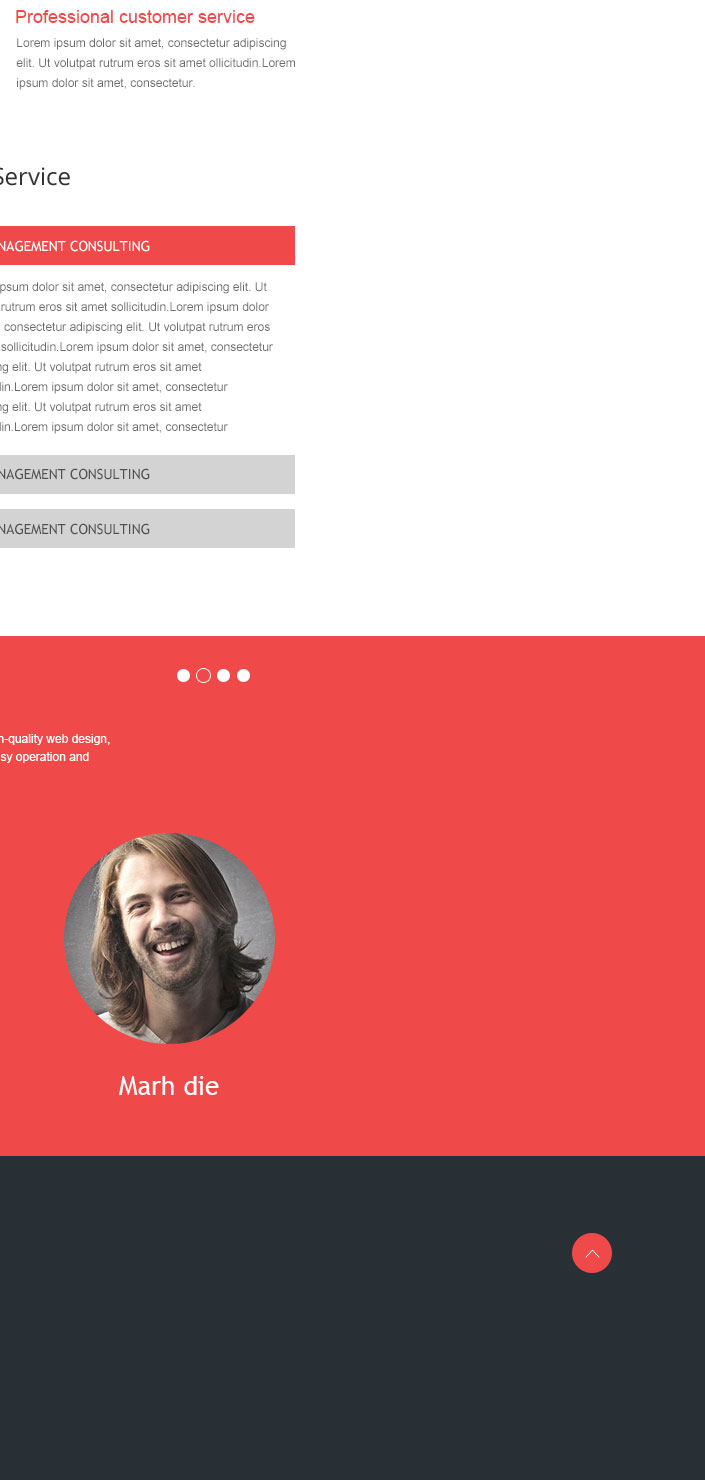 Professional customer service
Lorem ipsum dolor sit amet, consectetur adipiscing
elit. Ut volutpat rutrum eros sit amet ollicitudin.Lorem
ipsum dolor sit amet, consectetur.
Service
NAGEMENT CONSULTING
psum dolor sit amet, consectetur adipiscing elit. Ut
rutrum eros sit amet sollicitudin.Lorem ipsum dolor
consectetur adipiscing elit. Ut volutpat rutrum eros
sollicitudin.Lorem ipsum dolor sit amet, consectetur
ng elit. Ut volutpat rutrum eros sit amet
din.Lorem ipsum dolor sit amet, consectetur
ng elit. Ut volutpat rutrum eros sit amet
din.Lorem ipsum dolor sit amet, consectetur
NAGEMENT CONSULTING
NAGEMENT CONSULTING
h-quality web design,
sy operation and
Marh die